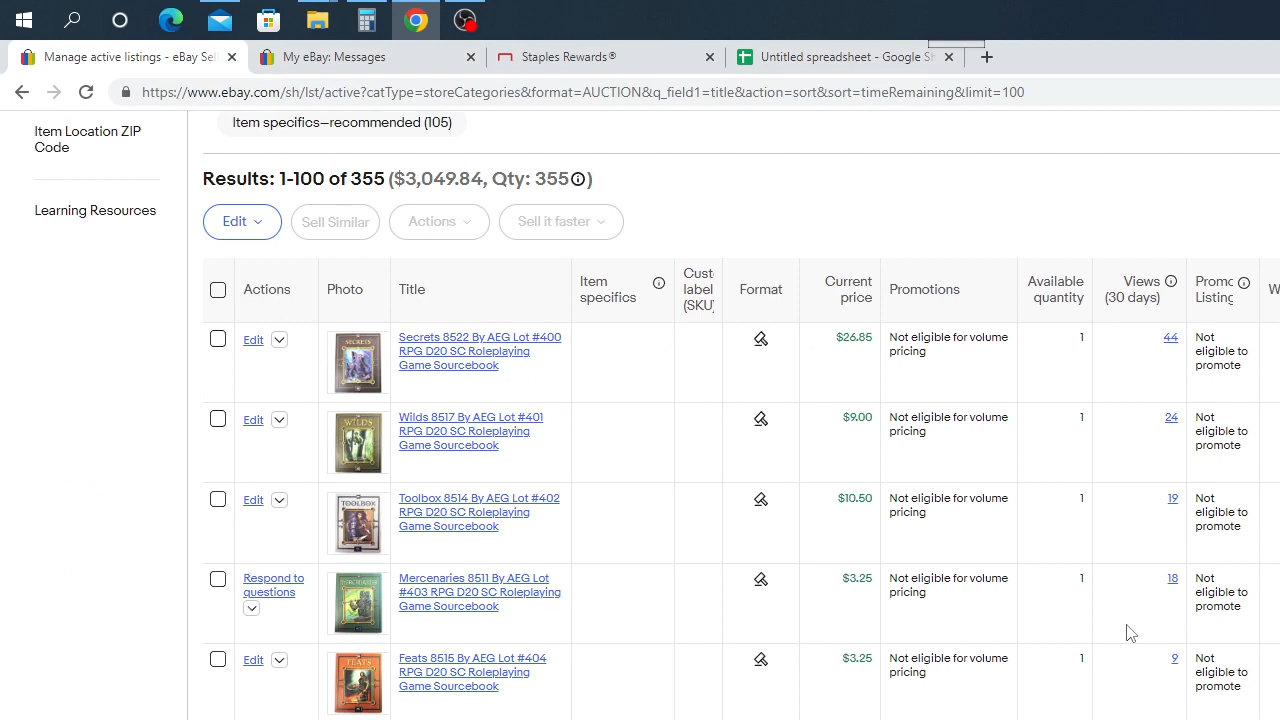 Manage active listings - eBay Sel
My eBay: Messages
Staples Rewards®
Untitled spreadsheet - Google Sh
https://www.ebay.com/sh/lst/active?catType=storeCategories&format=AUCTION&q_field1=title&action=sort&sort=timeRemaining&limit=100
Item Location ZIP
Code
Learning Resources
Item specifics–recommended (105)
Results: 1-100 of 355 ($3,049.84, Qty: 355)
Edit
Sell Similar
Actions
Sell it faster
Actions
Photo
Title
Item
specifics
Cust
label
(SKU)
Format
Current
price
Promotions
Available
quantity
Views
(30 days)
Promo
Listing
W
Edit
SECRETS
Secrets 8522 By AEG Lot #400
RPG D20 SC Roleplaying
Game Sourcebook
$26.85
Not eligible for volume
pricing
1
44
Not
eligible to
promote
Edit
WILDS
Wilds 8517 By AEG Lot #401
RPG D20 SC Roleplaying
Game Sourcebook
$9.00
Not eligible for volume
pricing
1
24
Not
eligible to
promote
Edit
TOOLBOX
Toolbox 8514 By AEG Lot #402
RPG D20 SC Roleplaying
Game Sourcebook
$10.50
Not eligible for volume
pricing
1
19
Not
eligible to
promote
Respond to
questions
Mercenaries 8511 By AEG Lot
#403 RPG D20 SC Roleplaying
Game Sourcebook
$3.25
Not eligible for volume
pricing
1
18
Not
eligible to
promote
Edit
FEATS
Feats 8515 By AEG Lot #404
RPG D20 SC Roleplaying
Game Sourcebook
$3.25
Not eligible for volume
pricing
1
9
Not
eligible to
promote